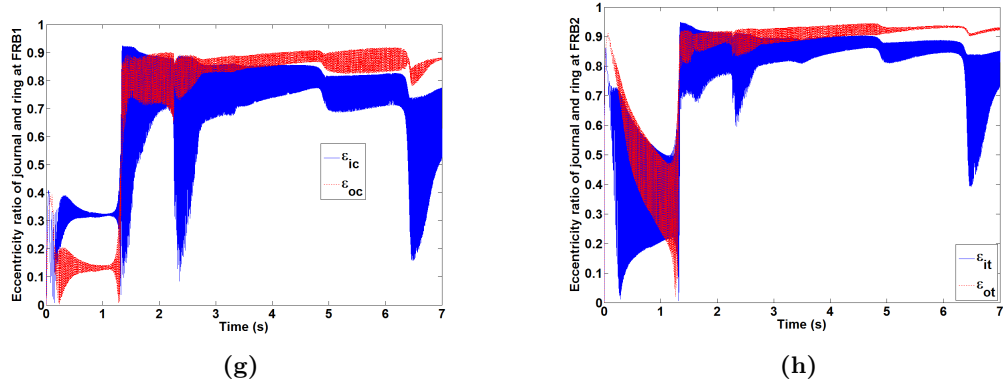 Eccentricity ratio of journal and ring at FRB1
1
0.9
0.8
0.7
0.6
0.5
0.4
0.3
0.2
0.1
0
0 1 2 3 4 5 6 7
Time (s)
ε_ic
ε_oc
(g)
Eccentricity ratio of journal and ring at FRB2
1
0.9
0.8
0.7
0.6
0.5
0.4
0.3
0.2
0.1
0
0 1 2 3 4 5 6 7
Time (s)
ε_it
ε_ot
(h)